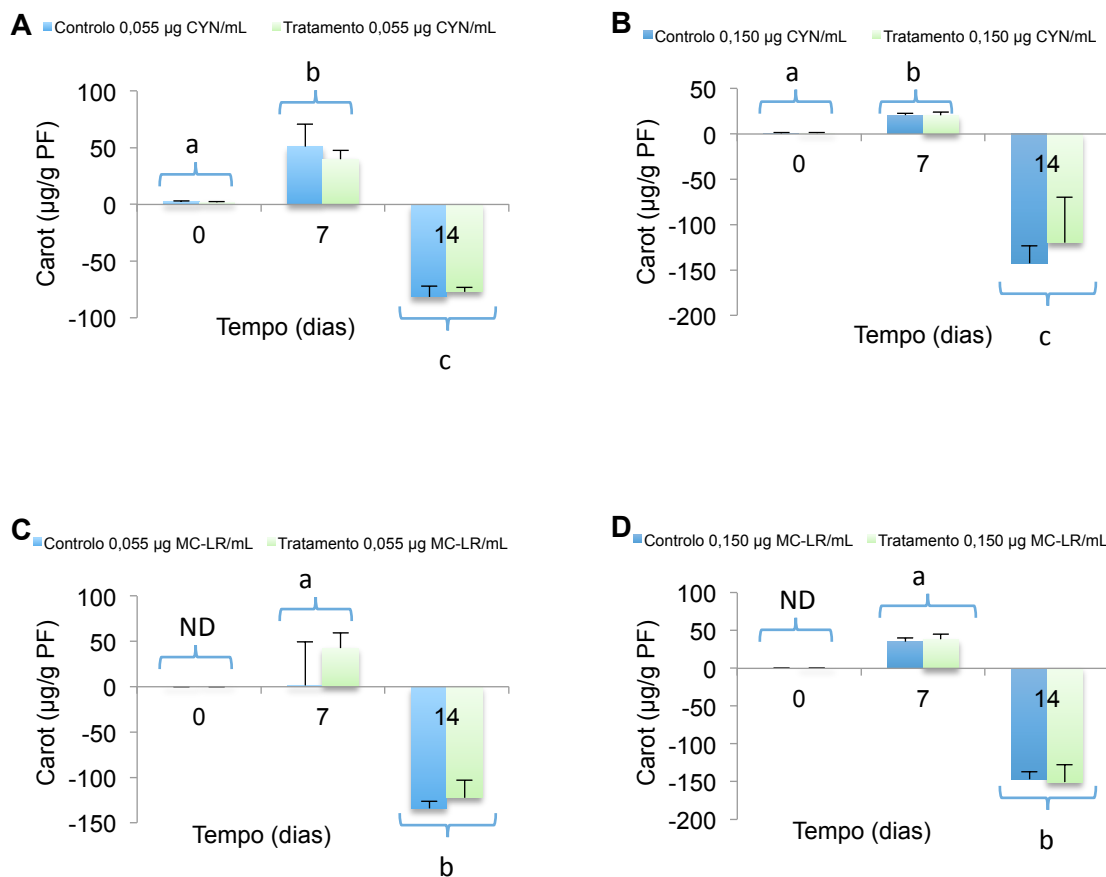 A
Controlo 0,055 µg CYN/mL Tratamento 0,055 µg CYN/mL
b
a
100
50
0
-50
-100
Carot (µg/g PF)
0 7 14
Tempo (dias)
c
B
Controlo 0,150 µg CYN/mL Tratamento 0,150 µg CYN/mL
a b
50
0
-50
-100
-150
-200
Carot (µg/g PF)
0 7 14
Tempo (dias)
c
C
Controlo 0,055 µg MC-LR/mL Tratamento 0,055 µg MC-LR/mL
a
ND
100
50
0
-50
-100
-150
Carot (µg/g PF)
0 7 14
Tempo (dias)
b
D
Controlo 0,150 µg MC-LR/mL Tratamento 0,150 µg MC-LR/mL
a
ND
100
50
0
-50
-100
-150
-200
Carot (µg/g PF)
0 7 14
Tempo (dias)
b